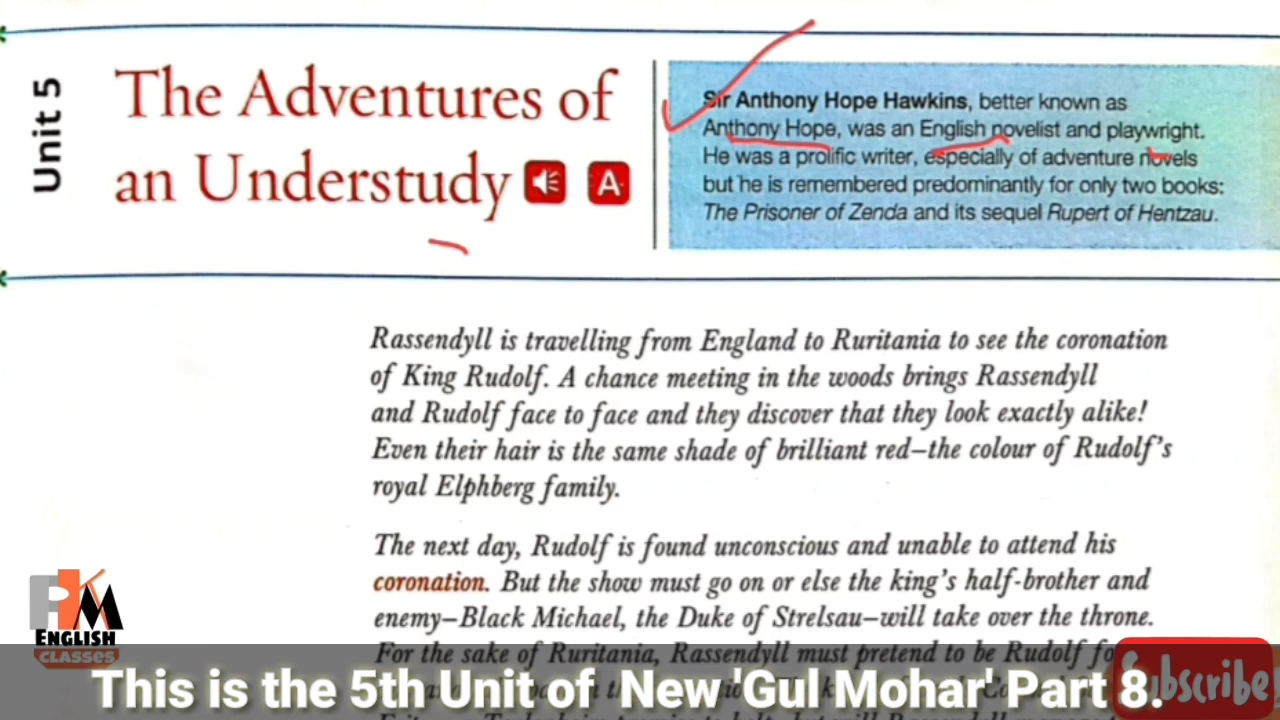 Unit 5
The Adventures of
an Understudy
A
Sir Anthony Hope Hawkins, better known as
Anthony Hope, was an English novelist and playwright.
He was a prolific writer, especially of adventure novels
but he is remembered predominantly for only two books:
The Prisoner of Zenda and its sequel Rupert of Hentzau.
Rassendyll is travelling from England to Ruritania to see the coronation
of King Rudolf. A chance meeting in the woods brings Rassendyll
and Rudolf face to face and they discover that they look exactly alike!
Even their hair is the same shade of brilliant red—the colour of Rudolf's
royal Elphberg family.
The next day, Rudolf is found unconscious and unable to attend his
coronation. But the show must go on or else the king's half-brother and
enemy—Black Michael, the Duke of Strelsau—will take over the throne.
For the sake of Ruritania, Rassendyll must pretend to be Rudolf
PKM
ENGLISH
CLASSES
This is the 5th Unit of New 'Gul Mohar' Part 8.
Subscribe